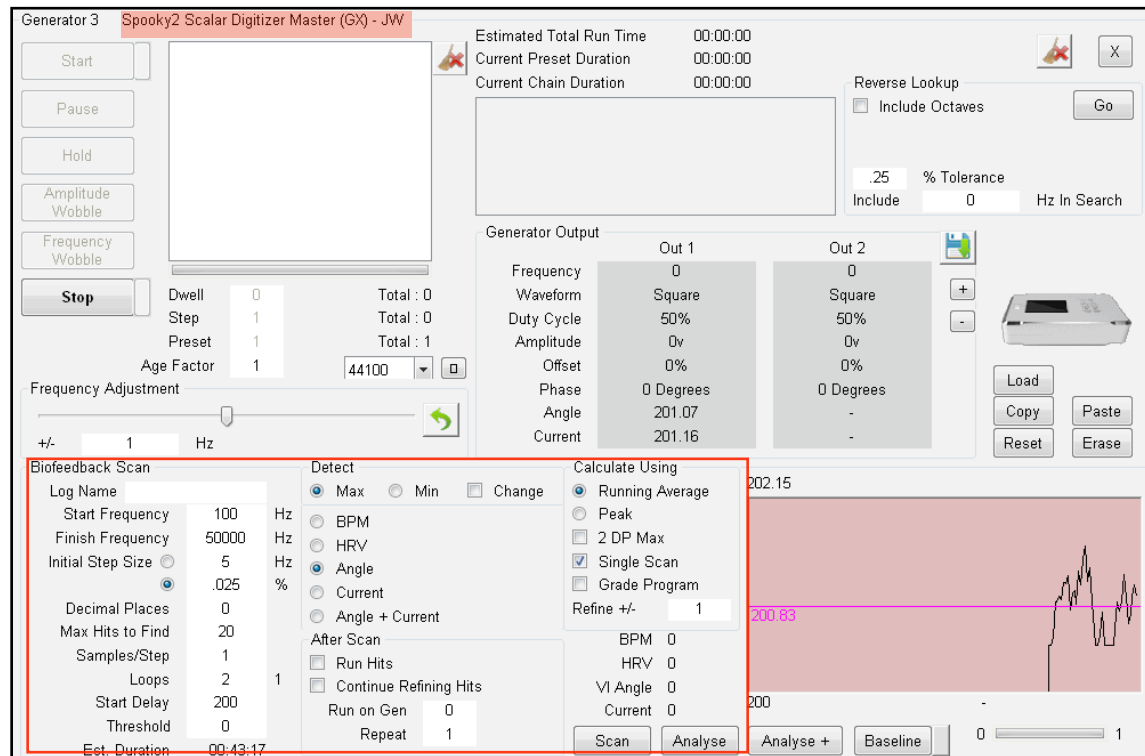 Generator 3 Spooky2 Scalar Digitizer Master (GX) - JW
Start
Pause
Hold
Amplitude
Wobble
Frequency
Wobble
Stop
Dwell 0 Total : 0
Step 1 Total : 0
Preset 1 Total : 1
Age Factor 1 44100
Frequency Adjustment
+/- 1 Hz
Estimated Total Run Time 00:00:00
Current Preset Duration 00:00:00
Current Chain Duration 00:00:00
X
Reverse Lookup
Include Octaves Go
.25 % Tolerance
Include 0 Hz In Search
Generator Output
Out 1 Out 2
Frequency 0 0
Waveform Square Square
Duty Cycle 50% 50%
Amplitude 0v 0v
Offset 0% 0%
Phase 0 Degrees 0 Degrees
Angle 201.07 -
Current 201.16 -
+
-
Load
Copy Paste
Reset Erase
Biofeedback Scan
Log Name
Start Frequency 100 Hz
Finish Frequency 50000 Hz
Initial Step Size 5 Hz
.025 %
Decimal Places 0
Max Hits to Find 20
Samples/Step 1
Loops 2 1
Start Delay 200
Threshold 0
Est. Duration 00:43:17
Detect
Max Min Change
BPM
HRV
Angle
Current
Angle + Current
After Scan
Run Hits
Continue Refining Hits
Run on Gen 0
Repeat 1
Calculate Using
Running Average
Peak
2 DP Max
Single Scan
Grade Program
Refine +/- 1
BPM 0
HRV 0
VI Angle 0
Current 0
Scan Analyse Analyse + Baseline
202.15
200.83
200 -
0 1